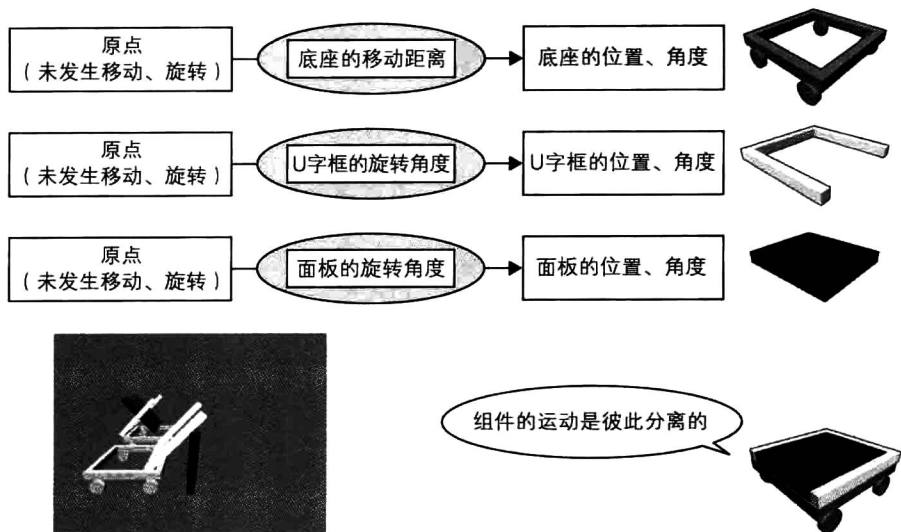 原点
（未发生移动、旋转）
底座的移动距离
底座的位置、角度
原点
（未发生移动、旋转）
U字框的旋转角度
U字框的位置、角度
原点
（未发生移动、旋转）
面板的旋转角度
面板的位置、角度
组件的运动是彼此分离的